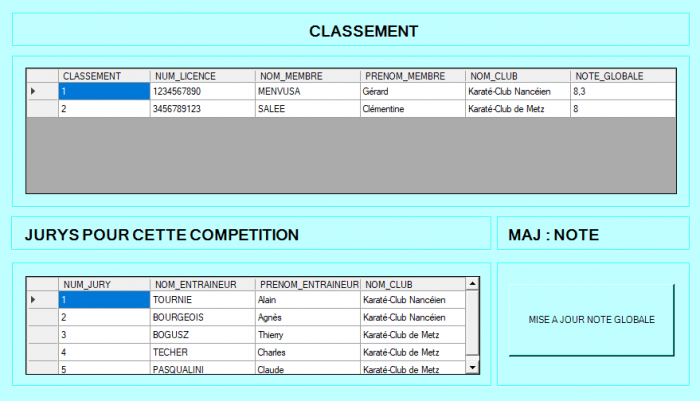 CLASSEMENT
CLASSEMENT NUM_LICENCE NOM_MEMBRE PRENOM_MEMBRE NOM_CLUB NOTE_GLOBALE
1 1234567890 MENVUSA Gérard Karaté-Club Nancéien 8,3
2 3456789123 SALEE Clémentine Karaté-Club de Metz 8
JURYS POUR CETTE COMPETITION
MAJ : NOTE
NUM_JURY NOM_ENTRAINEUR PRENOM_ENTRAINEUR NOM_CLUB
1 TOURNIE Alain Karaté-Club Nancéien
2 BOURGEOIS Agnès Karaté-Club Nancéien
3 BOGUSZ Thierry Karaté-Club de Metz
4 TECHER Charles Karaté-Club de Metz
5 PASQUALINI Claude Karaté-Club de Metz
MISE A JOUR NOTE GLOBALE